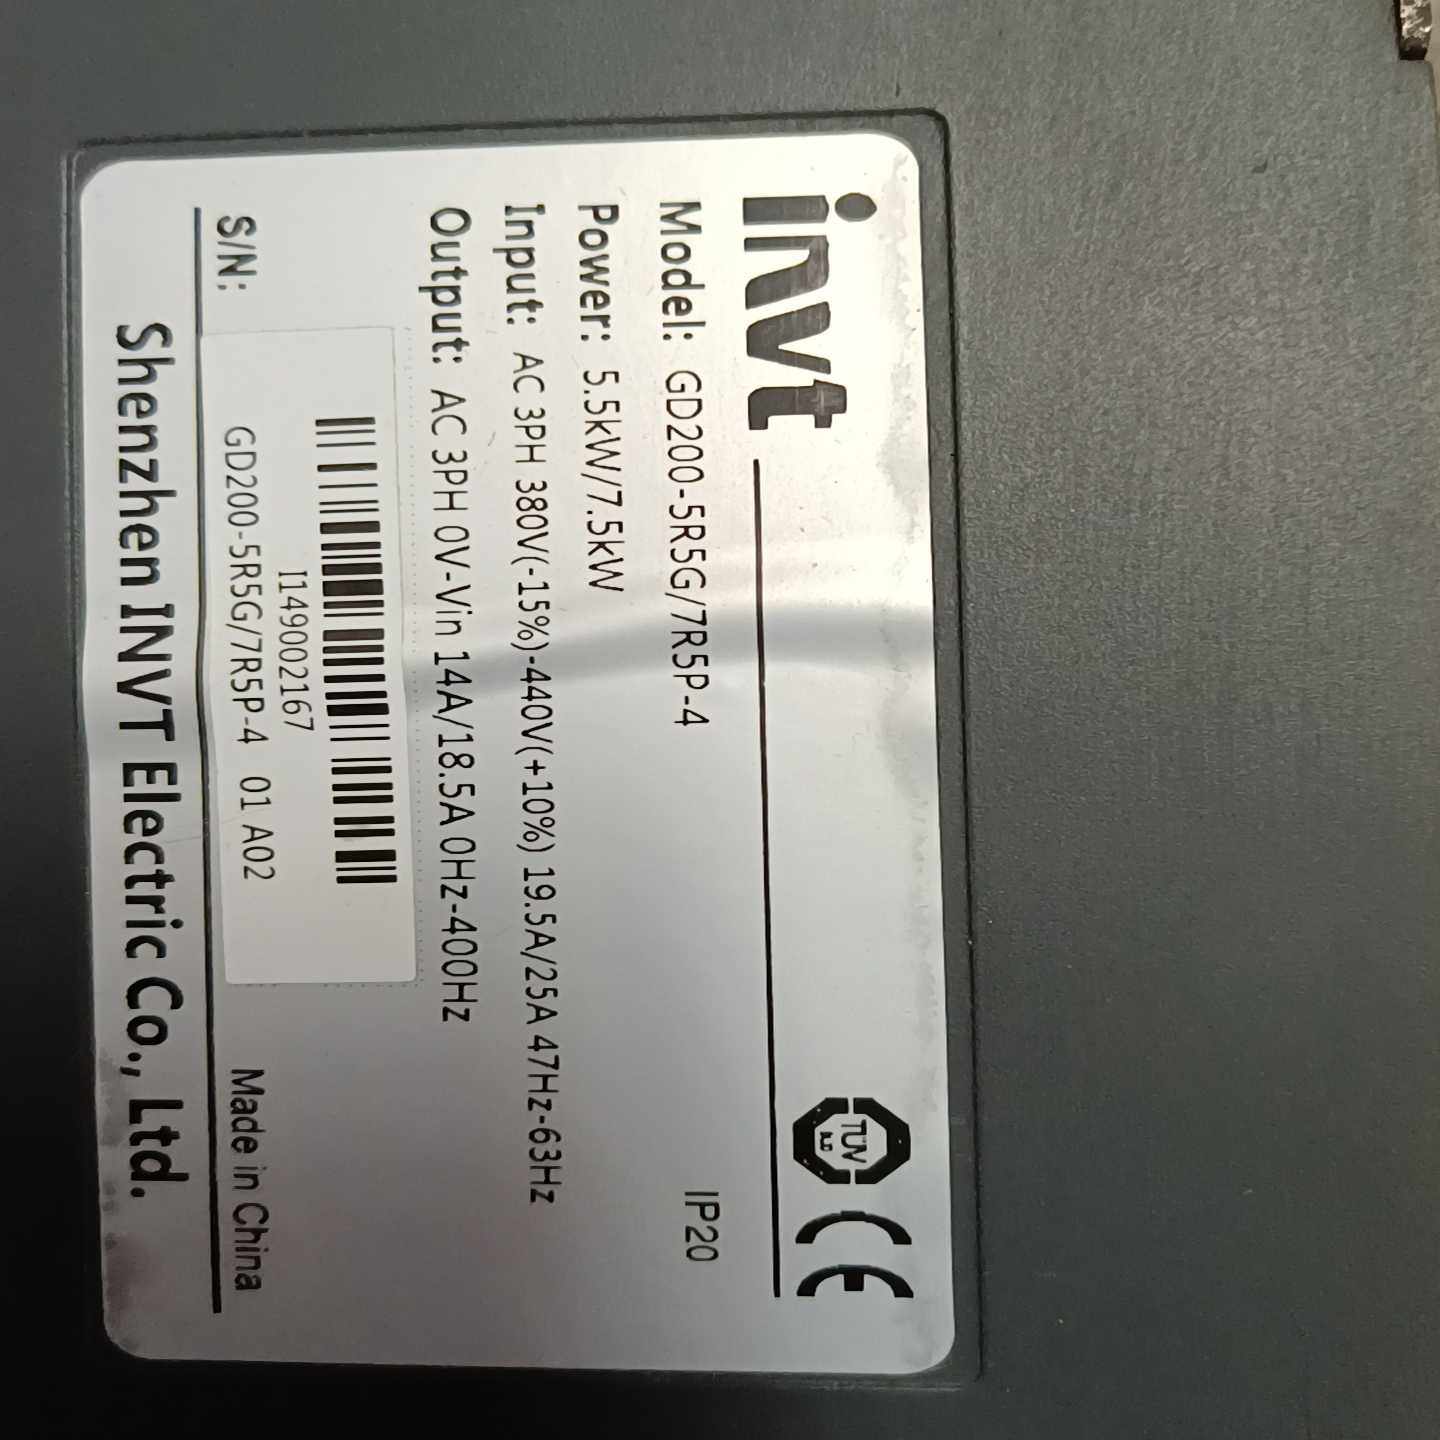 invt
TÜV
CE
Model: GD200-5R5G/7R5P-4
IP20
Power: 5.5kW/7.5kW
Input: AC 3PH 380V(-15%)-440V(+10%) 19.5A/25A 47Hz-63Hz
Output: AC 3PH 0V-Vin 14A/18.5A 0Hz-400Hz
S/N:
I149002167
GD200-5R5G/7R5P-4 01 A02
Made in China
Shenzhen INVT Electric Co., Ltd.